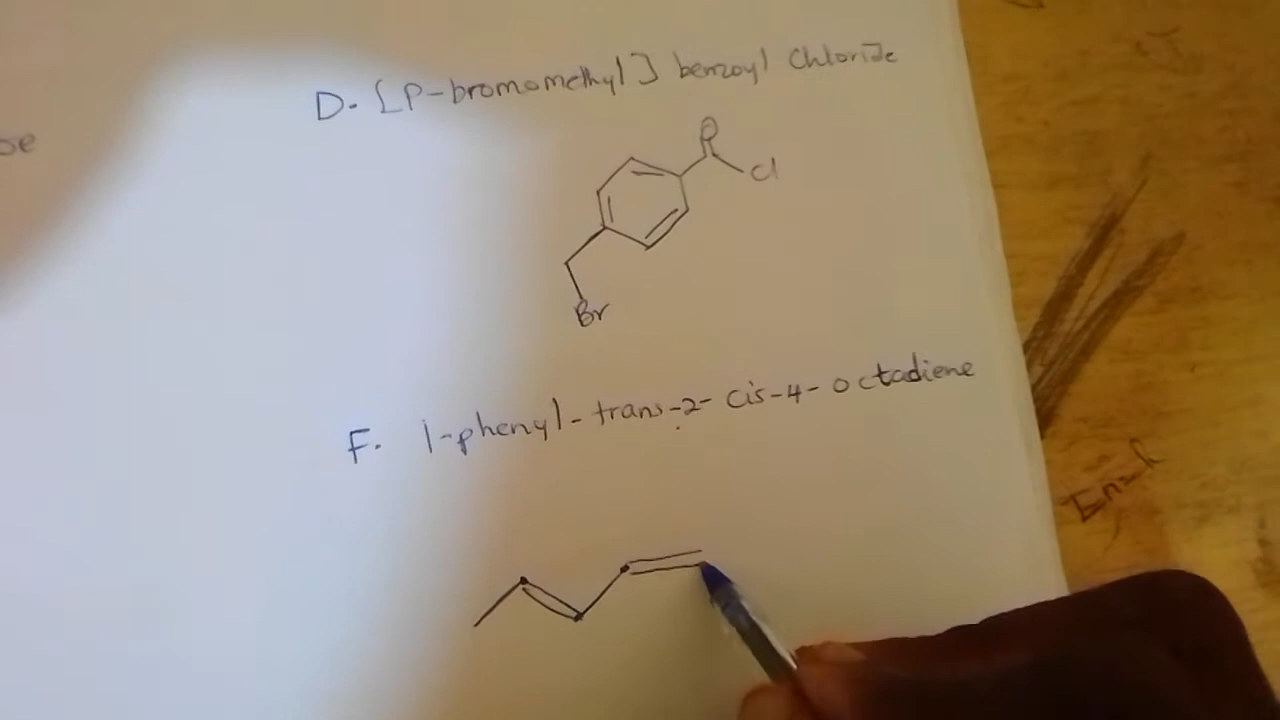 D. [P-bromomethyl] benzoyl chloride
O
Cl
Br
F. 1-phenyl-trans-2-cis-4-octadiene